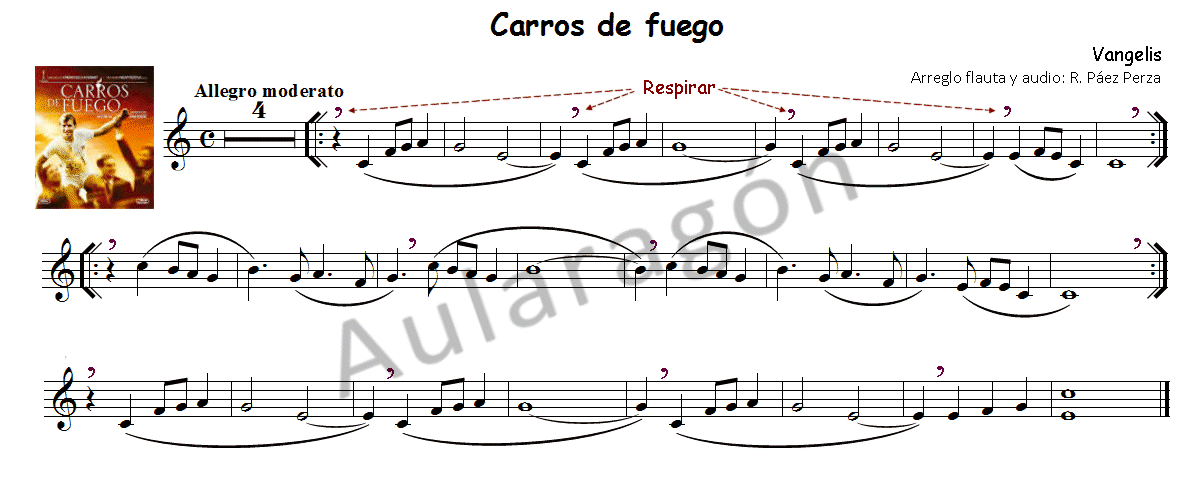 Carros de fuego
Vangelis
Arreglo flauta y audio: R. Páez Perza
CARROS
DE FUEGO
Allegro moderato
4
Respirar
Aularagón